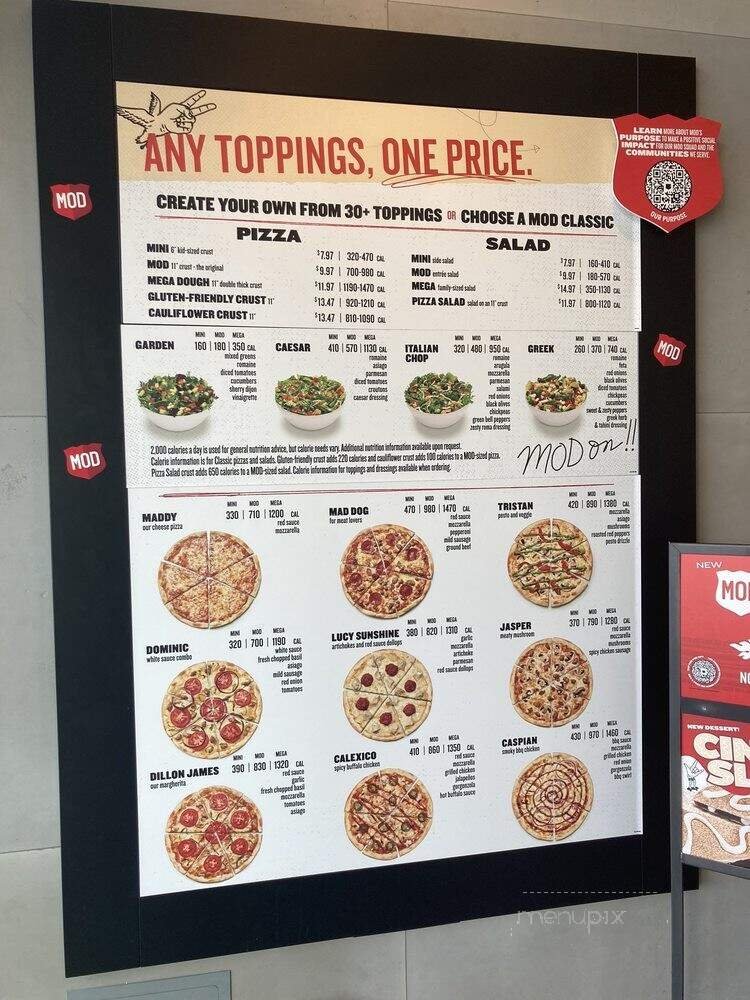 ANY TOPPINGS, ONE PRICE.
LEARN MORE ABOUT MOD'S
PURPOSE TO MAKE A POSITIVE SOCIAL
IMPACT FOR OUR MOD SQUAD AND THE
COMMUNITIES WE SERVE.
OUR PURPOSE
MOD
CREATE YOUR OWN FROM 30+ TOPPINGS OR CHOOSE A MOD CLASSIC
PIZZA
MINI 6" kid-sized crust $7.97 | 320-470 CAL
MOD 11" crust - the original $9.97 | 700-980 CAL
MEGA DOUGH 11" double thick crust $11.97 | 1190-1470 CAL
GLUTEN-FRIENDLY CRUST 11" $13.47 | 920-1210 CAL
CAULIFLOWER CRUST 11" $13.47 | 810-1090 CAL
SALAD
MINI side salad $7.97 | 160-410 CAL
MOD entrée salad $9.97 | 180-570 CAL
MEGA family-sized salad $14.97 | 350-1130 CAL
PIZZA SALAD salad on an 11" crust $11.97 | 800-1120 CAL
MINI MOD MEGA
GARDEN 160 | 180 | 350 CAL
mixed greens
romaine
diced tomatoes
cucumbers
sherry dijon
vinaigrette
MINI MOD MEGA
CAESAR 410 | 570 | 1130 CAL
romaine
asiago
parmesan
diced tomatoes
croutons
caesar dressing
MINI MOD MEGA
ITALIAN CHOP 320 | 480 | 950 CAL
romaine
arugula
mozzarella
parmesan
salami
red onions
black olives
chickpeas
green bell peppers
zesty roma dressing
MINI MOD MEGA
GREEK 260 | 370 | 740 CAL
romaine
feta
red onions
black olives
diced tomatoes
chickpeas
cucumbers
sweet & zesty peppers
greek herb
& tahini dressing
MOD
2,000 calories a day is used for general nutrition advice, but calorie needs vary. Additional nutrition information available upon request.
Calorie information is for Classic pizzas and salads. Gluten-friendly crust adds 220 calories and cauliflower crust adds 100 calories to a MOD-sized pizza.
Pizza Salad crust adds 650 calories to a MOD-sized salad. Calorie information for toppings and dressings available when ordering.
MOD on!!
MOD
MINI MOD MEGA
MADDY 330 | 710 | 1200 CAL
our cheese pizza
red sauce
mozzarella
MINI MOD MEGA
MAD DOG 470 | 980 | 1470 CAL
for meat lovers
red sauce
mozzarella
pepperoni
mild sausage
ground beef
MINI MOD MEGA
TRISTAN 420 | 890 | 1380 CAL
pesto and veggie
mozzarella
asiago
mushrooms
roasted red peppers
pesto drizzle
MINI MOD MEGA
DOMINIC 320 | 700 | 1190 CAL
white sauce combo
white sauce
fresh chopped basil
asiago
mild sausage
red onion
tomatoes
MINI MOD MEGA
LUCY SUNSHINE 380 | 820 | 1310 CAL
artichokes and red sauce dollops
garlic
mozzarella
artichoke
parmesan
red sauce dollops
MINI MOD MEGA
JASPER 370 | 790 | 1280 CAL
meaty mushroom
red sauce
mozzarella
mushrooms
spicy chicken sausage
MINI MOD MEGA
DILLON JAMES 390 | 830 | 1320 CAL
our margherita
red sauce
garlic
fresh chopped basil
mozzarella
tomatoes
asiago
MINI MOD MEGA
CALEXICO 410 | 860 | 1350 CAL
spicy buffalo chicken
red sauce
mozzarella
grilled chicken
jalapeños
gorgonzola
hot buffalo sauce
MINI MOD MEGA
CASPIAN 430 | 970 | 1460 CAL
smoky bbq chicken
bbq sauce
mozzarella
grilled chicken
red onion
gorgonzola
bbq swirl
NEW
MO
NO
NEW DESSERT!
CIN
SL
menupix